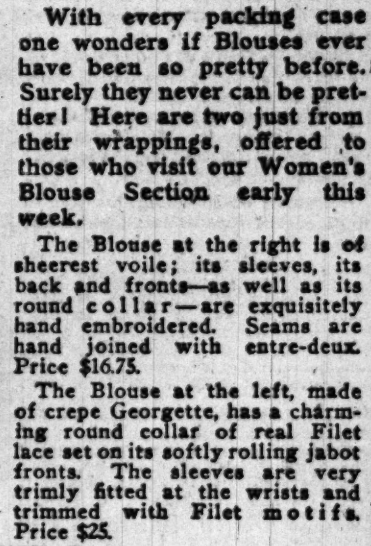 With every packing case
one wonders if Blouses ever
have been so pretty before.
Surely they never can be pret-
tier! Here are two just from
their wrappings, offered to
those who visit our Women's
Blouse Section early this
week.
The Blouse at the right is of
sheerest voile; its sleeves, its
back and fronts—as well as its
round collar—are exquisitely
hand embroidered. Seams are
hand joined with entre-deux.
Price $16.75.
The Blouse at the left, made
of crepe Georgette, has a charm-
ing round collar of real Filet
lace set on its softly rolling jabot
fronts. The sleeves are very
trimly fitted at the wrists and
trimmed with Filet motifs.
Price $25.